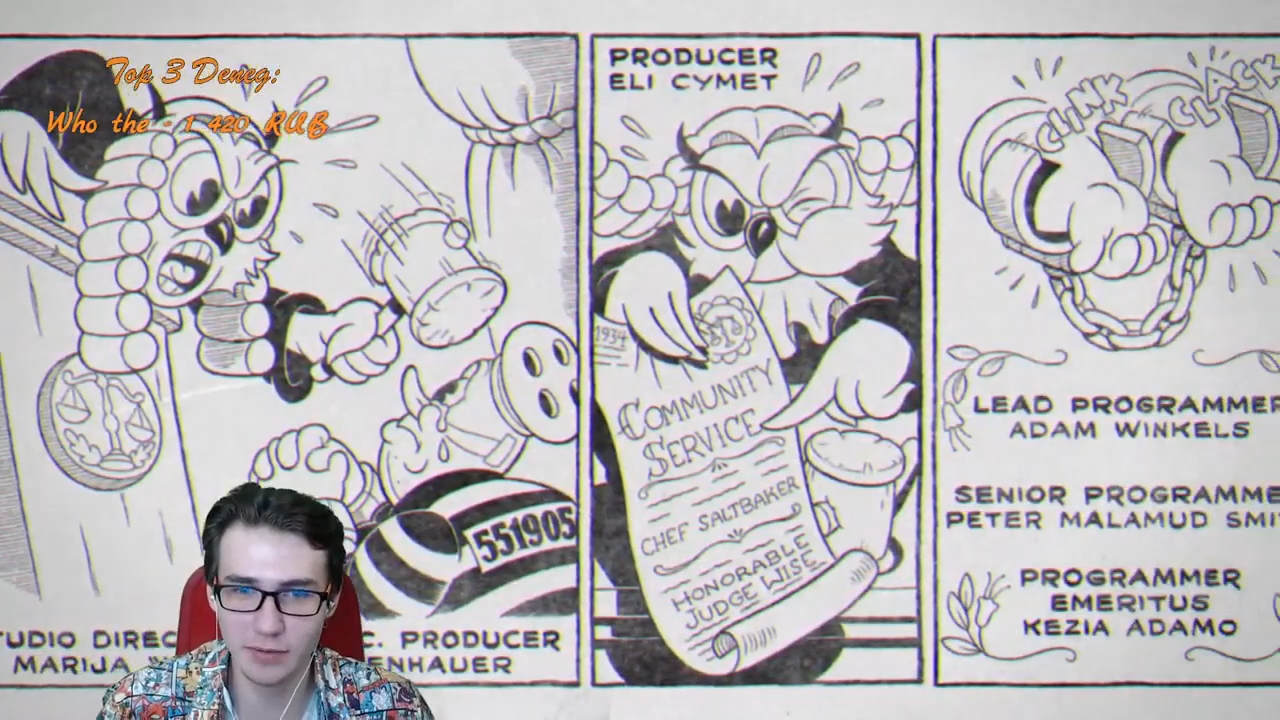 Top 3 Deneg:
Who the - 1 420 RUB
551905
PRODUCER
ELI CYMET
1934
COMMUNITY
SERVICE
CHEF SALTBAKER
HONORABLE
JUDGE WISE
CLINK
CLACK
LEAD PROGRAMMER
ADAM WINKELS
SENIOR PROGRAMME
PETER MALAMUD SMI
PROGRAMMER
EMERITUS
KEZIA ADAMO
TUDIO DIREC
C. PRODUCER
MARIJA
ENHAUER